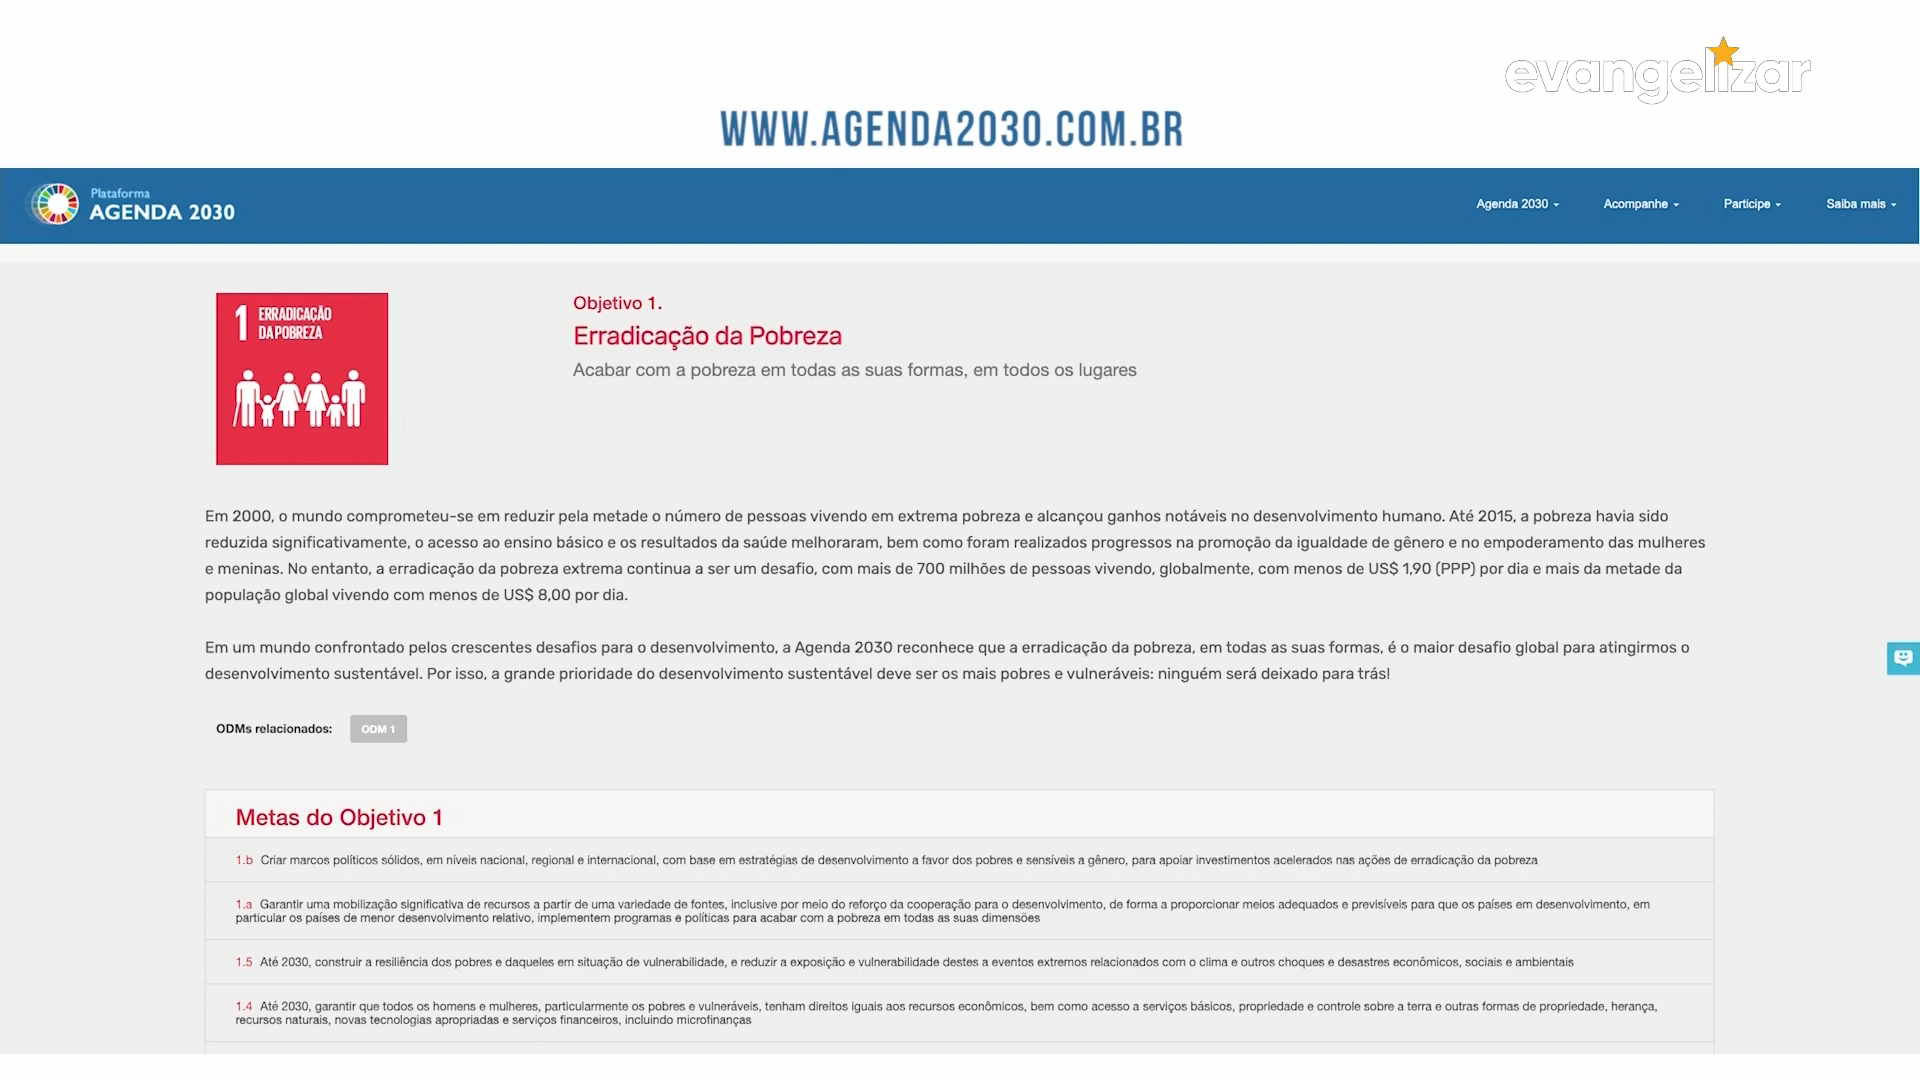 evangelizar
WWW.AGENDA2030.COM.BR
Plataforma
AGENDA 2030
Agenda 2030
Acompanhe
Participe
Saiba mais
1 ERRADICAÇÃO
DA POBREZA
Objetivo 1.
Erradicação da Pobreza
Acabar com a pobreza em todas as suas formas, em todos os lugares
Em 2000, o mundo comprometeu-se em reduzir pela metade o número de pessoas vivendo em extrema pobreza e alcançou ganhos notáveis no desenvolvimento humano. Até 2015, a pobreza havia sido
reduzida significativamente, o acesso ao ensino básico e os resultados da saúde melhoraram, bem como foram realizados progressos na promoção da igualdade de gênero e no empoderamento das mulheres
e meninas. No entanto, a erradicação da pobreza extrema continua a ser um desafio, com mais de 700 milhões de pessoas vivendo, globalmente, com menos de US$ 1,90 (PPP) por dia e mais da metade da
população global vivendo com menos de US$ 8,00 por dia.
Em um mundo confrontado pelos crescentes desafios para o desenvolvimento, a Agenda 2030 reconhece que a erradicação da pobreza, em todas as suas formas, é o maior desafio global para atingirmos o
desenvolvimento sustentável. Por isso, a grande prioridade do desenvolvimento sustentável deve ser os mais pobres e vulneráveis: ninguém será deixado para trás!
ODMs relacionados: ODM 1
Metas do Objetivo 1
1.b Criar marcos políticos sólidos, em níveis nacional, regional e internacional, com base em estratégias de desenvolvimento a favor dos pobres e sensíveis a gênero, para apoiar investimentos acelerados nas ações de erradicação da pobreza
1.a Garantir uma mobilização significativa de recursos a partir de uma variedade de fontes, inclusive por meio do reforço da cooperação para o desenvolvimento, de forma a proporcionar meios adequados e previsíveis para que os países em desenvolvimento, em
particular os países de menor desenvolvimento relativo, implementem programas e políticas para acabar com a pobreza em todas as suas dimensões
1.5 Até 2030, construir a resiliência dos pobres e daqueles em situação de vulnerabilidade, e reduzir a exposição e vulnerabilidade destes a eventos extremos relacionados com o clima e outros choques e desastres econômicos, sociais e ambientais
1.4 Até 2030, garantir que todos os homens e mulheres, particularmente os pobres e vulneráveis, tenham direitos iguais aos recursos econômicos, bem como acesso a serviços básicos, propriedade e controle sobre a terra e outras formas de propriedade, herança,
recursos naturais, novas tecnologias apropriadas e serviços financeiros, incluindo microfinanças